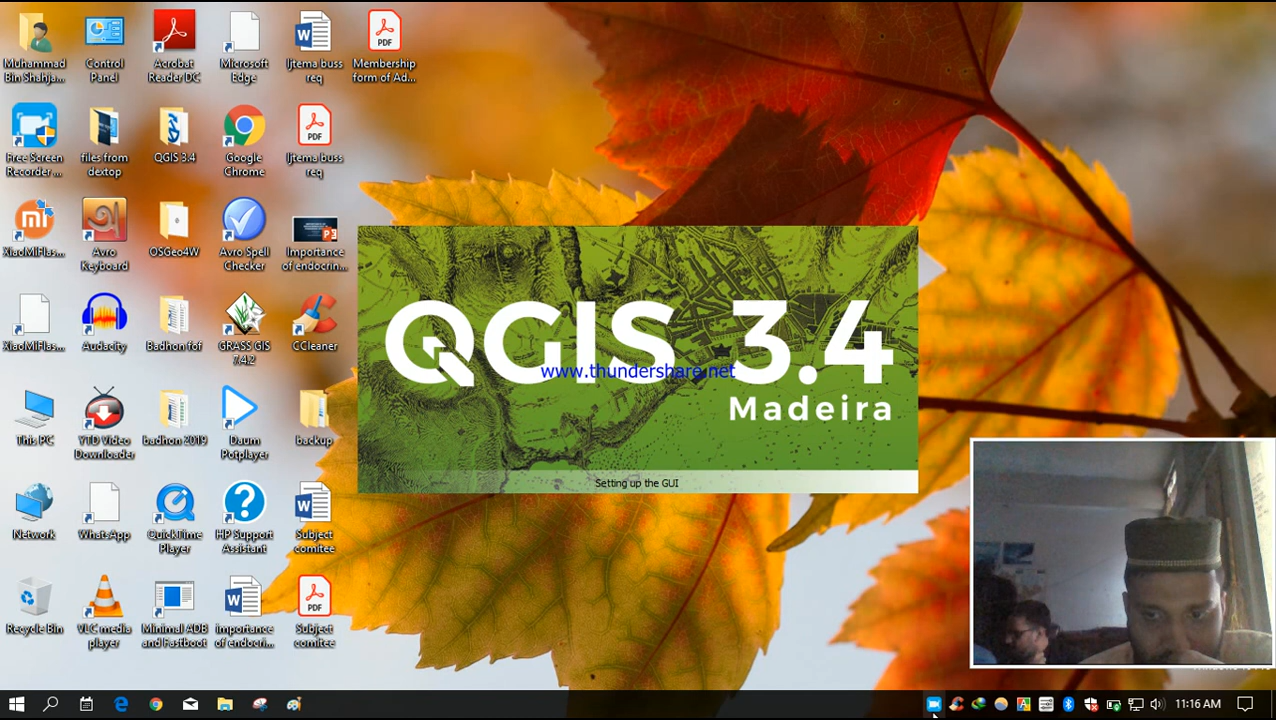 Muhammad
Bin Shahja...
Control
Panel
Acrobat
Reader DC
Microsoft
Edge
Ijtema buss
req
Membership
form of Ad...
Free Screen
Recorder ...
files from
dextop
QGIS 3.4
Google
Chrome
Ijtema buss
req
XiaoMiFlas...
Avro
Keyboard
OSGeo4W
Avro Spell
Checker
Importance
of endocrin...
XiaoMiFlas...
Audacity
Badhon fof
GRASS GIS
7.4.2
CCleaner
This PC
YTD Video
Downloader
badhon 2019
Daum
Potplayer
backup
Network
WhatsApp
QuickTime
Player
HP Support
Assistant
Subject
comitee
Recycle Bin
VLC media
player
Minimal ADB
and Fastboot
importance
of endocri...
Subject
comitee
PDF
PDF
PDF
QGIS 3.4
www.thundershare.net
Madeira
Setting up the GUI
11:16 AM